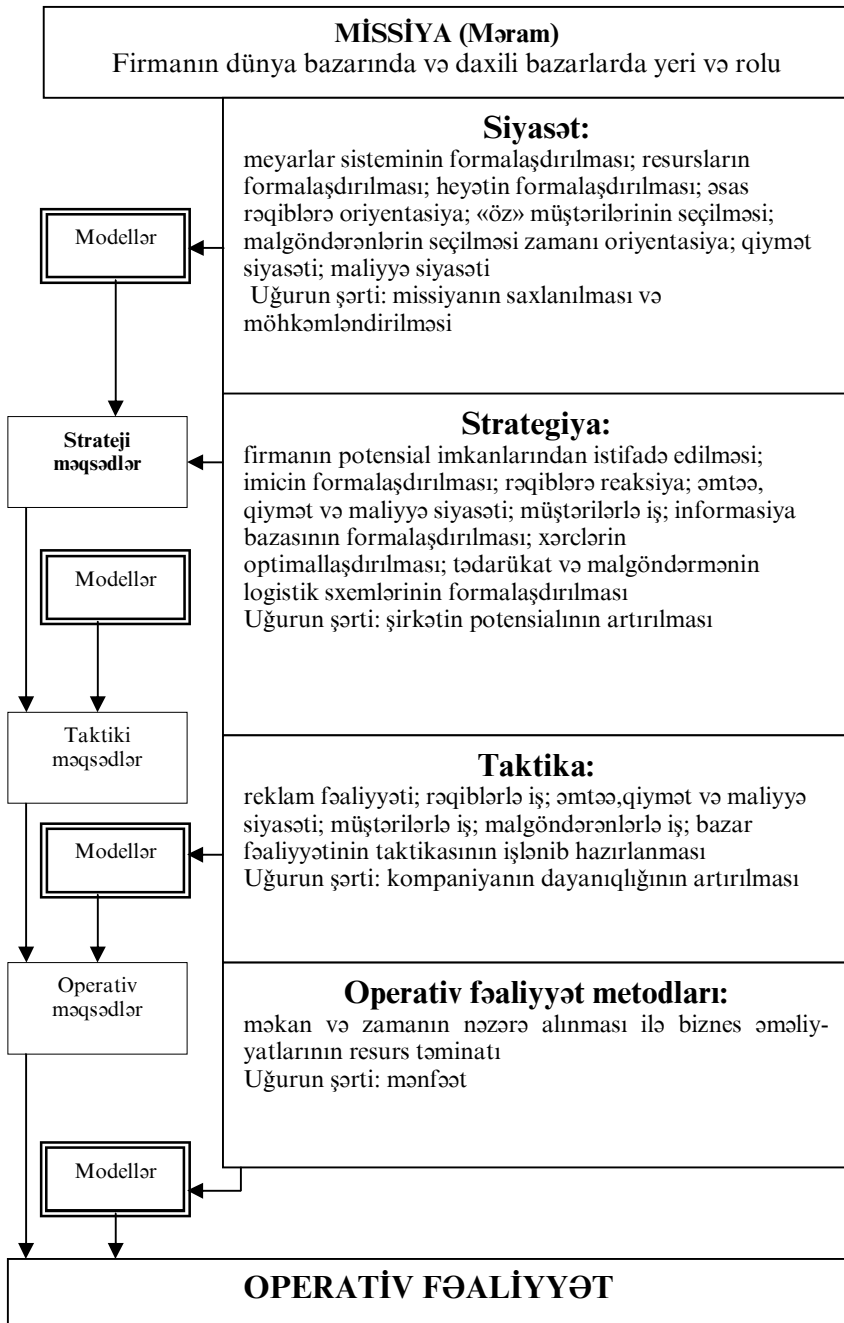 MİSSİYA (Məram)
Firmanın dünya bazarında və daxili bazarlarda yeri və rolu
Siyasət:
meyarlar sisteminin formalaşdırılması; resursların
formalaşdırılması; heyətin formalaşdırılması; əsas
rəqiblərə oriyentasiya; «öz» müştərilərinin seçilməsi;
malgöndərənlərin seçilməsi zamanı oriyentasiya; qiymət
siyasəti; maliyyə siyasəti
Uğurun şərti: missiyanın saxlanılması və
möhkəmləndirilməsi
Modellər
Strategiya:
firmanın potensial imkanlarından istifadə edilməsi;
imicin formalaşdırılması; rəqiblərə reaksiya; əmtəə,
qiymət və maliyyə siyasəti; müştərilərlə iş; informasiya
bazasının formalaşdırılması; xərclərin
optimallaşdırılması; tədarükat və malgöndərmənin
logistik sxemlərinin formalaşdırılması
Uğurun şərti: şirkətin potensialının artırılması
Strateji
məqsədlər
Modellər
Taktiki
məqsədlər
Taktika:
reklam fəaliyyəti; rəqiblərlə iş; əmtəə,qiymət və maliyyə
siyasəti; müştərilərlə iş; malgöndərənlərlə iş; bazar
fəaliyyətinin taktikasının işlənib hazırlanması
Uğurun şərti: kompaniyanın dayanıqlığının artırılması
Modellər
Operativ
məqsədlər
Operativ fəaliyyət metodları:
məkan və zamanın nəzərə alınması ilə biznes əməliy-
yatlarının resurs təminatı
Uğurun şərti: mənfəət
Modellər
OPERATİV FƏALİYYƏT